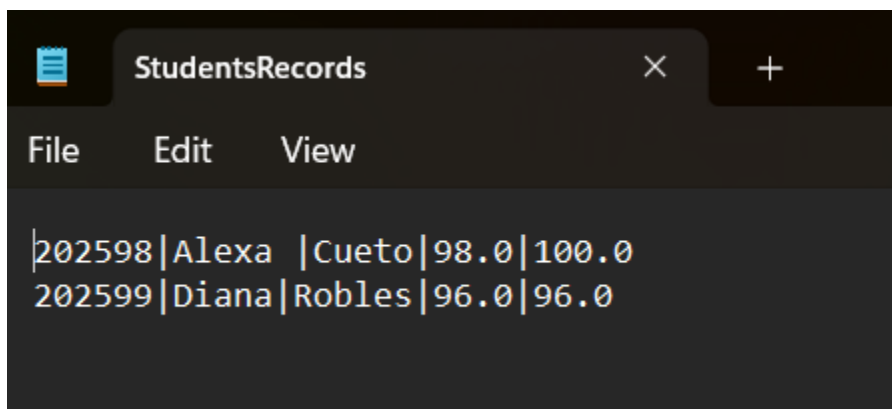 StudentsRecords
File Edit View
202598|Alexa |Cueto|98.0|100.0
202599|Diana|Robles|96.0|96.0